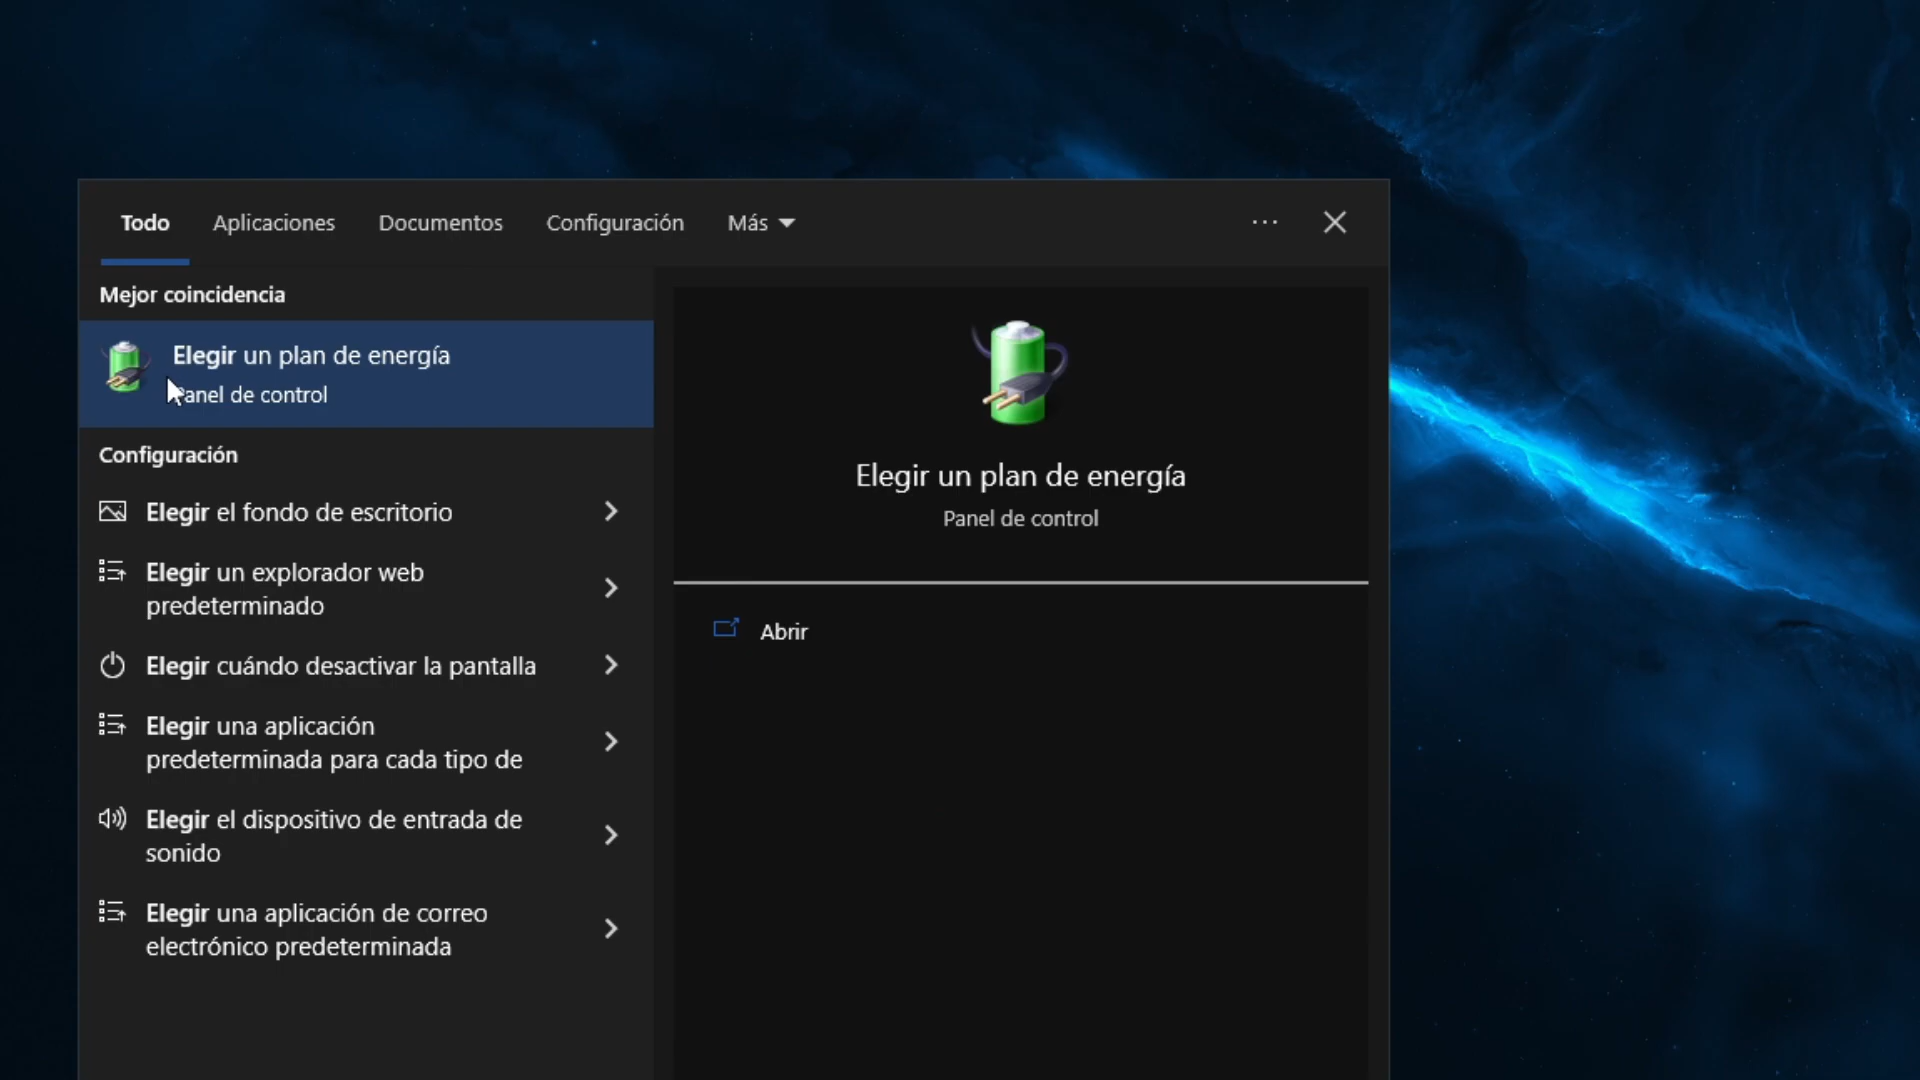 Todo
Aplicaciones
Documentos
Configuración
Más
Mejor coincidencia
Elegir un plan de energía
Panel de control
Configuración
Elegir el fondo de escritorio
Elegir un explorador web
predeterminado
Elegir cuándo desactivar la pantalla
Elegir una aplicación
predeterminada para cada tipo de
Elegir el dispositivo de entrada de
sonido
Elegir una aplicación de correo
electrónico predeterminada
Elegir un plan de energía
Panel de control
Abrir